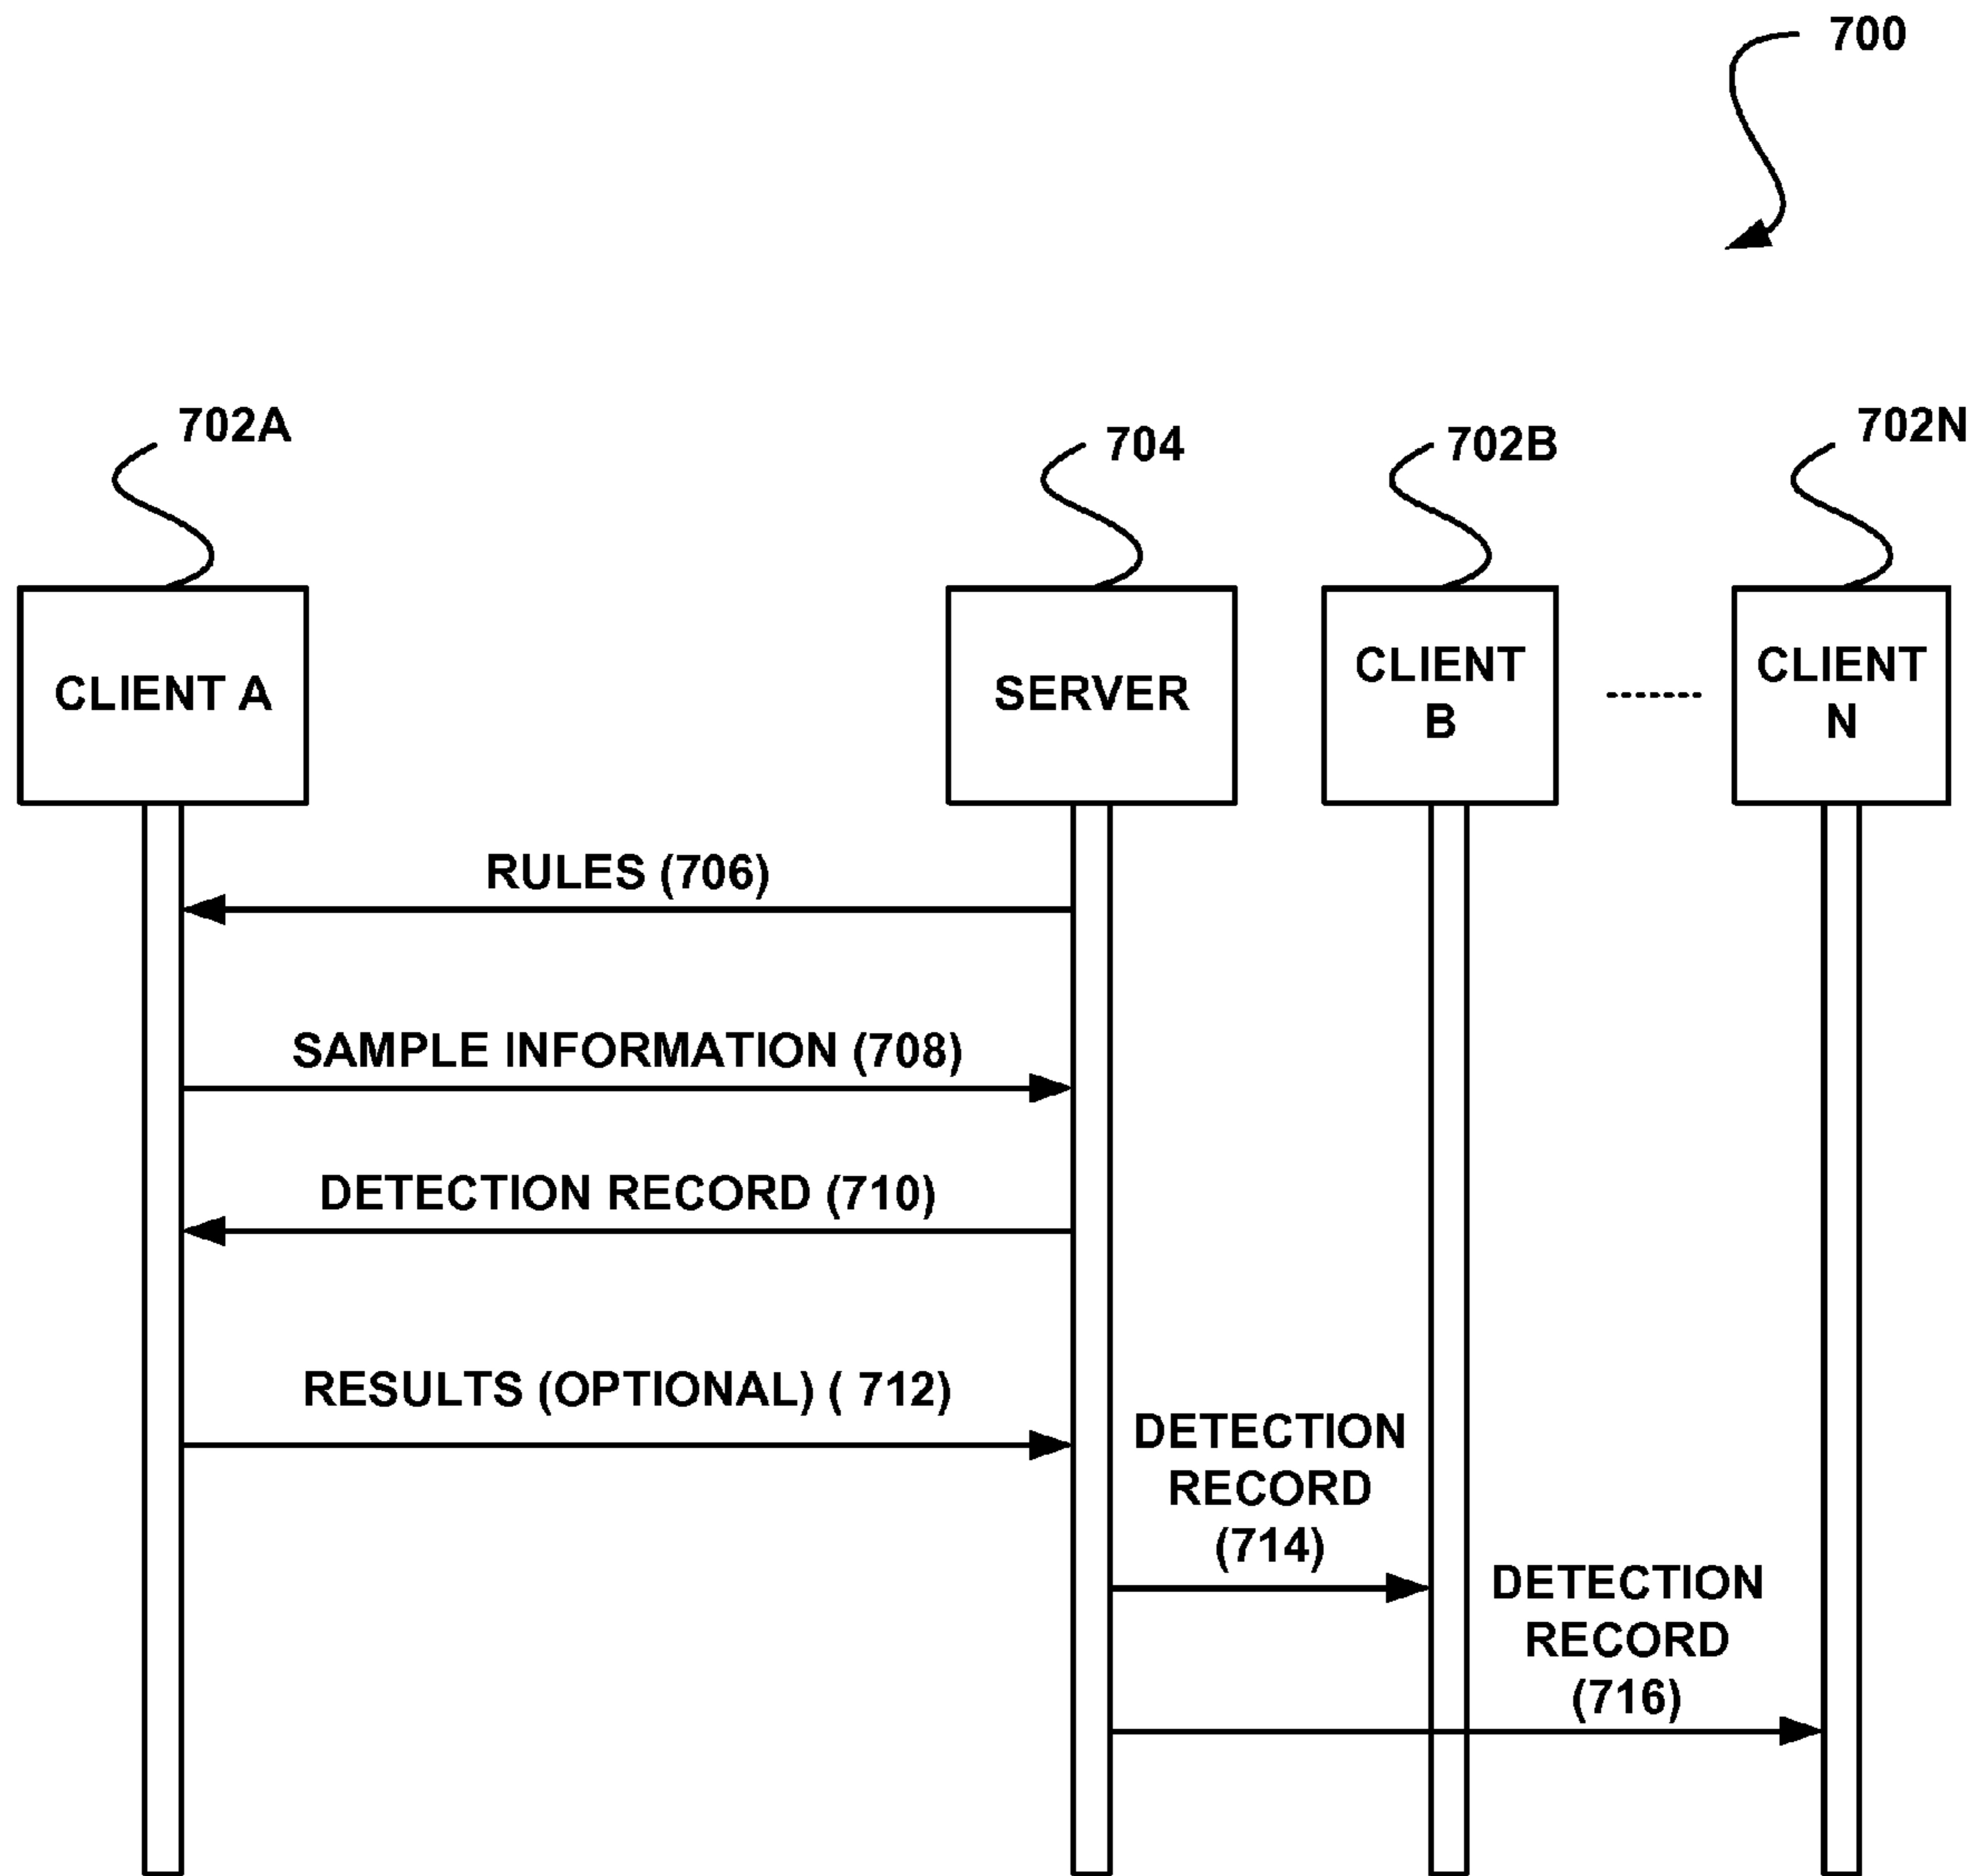 700
702A
704
702B
702N
CLIENT A
SERVER
CLIENT
B
CLIENT
N
RULES (706)
SAMPLE INFORMATION (708)
DETECTION RECORD (710)
RESULTS (OPTIONAL) ( 712)
DETECTION
RECORD
(714)
DETECTION
RECORD
(716)